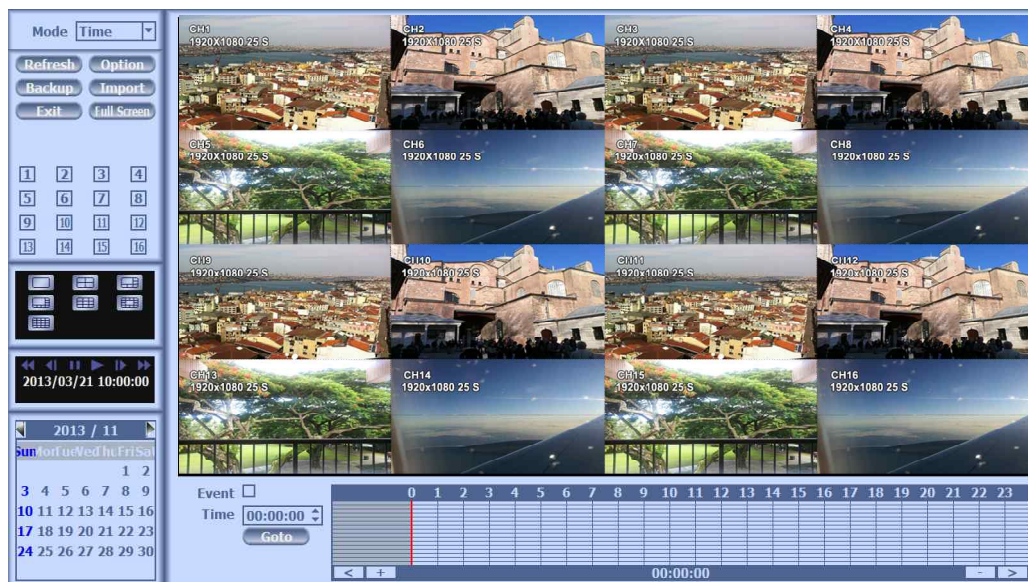 Mode Time
Refresh Option
Backup Import
Exit Full Screen
1 2 3 4
5 6 7 8
9 10 11 12
13 14 15 16
2013/03/21 10:00:00
2013 / 11
Sun Mon Tue Wed Thu Fri Sat
1 2
3 4 5 6 7 8 9
10 11 12 13 14 15 16
17 18 19 20 21 22 23
24 25 26 27 28 29 30
CH1
1920X1080 25 S
CH2
1920X1080 25 S
CH3
1920X1080 25 S
CH4
1920X1080 25 S
CH5
1920X1080 25 S
CH6
1920X1080 25 S
CH7
1920X1080 25 S
CH8
1920x1080 25 S
CH9
1920x1080 25 S
CH10
1920x1080 25 S
CH11
1920x1080 25 S
CH12
1920x1080 25 S
CH13
1920x1080 25 S
CH14
1920x1080 25 S
CH15
1920x1080 25 S
CH16
1920x1080 25 S
Event
Time 00:00:00
Goto
0 1 2 3 4 5 6 7 8 9 10 11 12 13 14 15 16 17 18 19 20 21 22 23
< + 00:00:00 - >